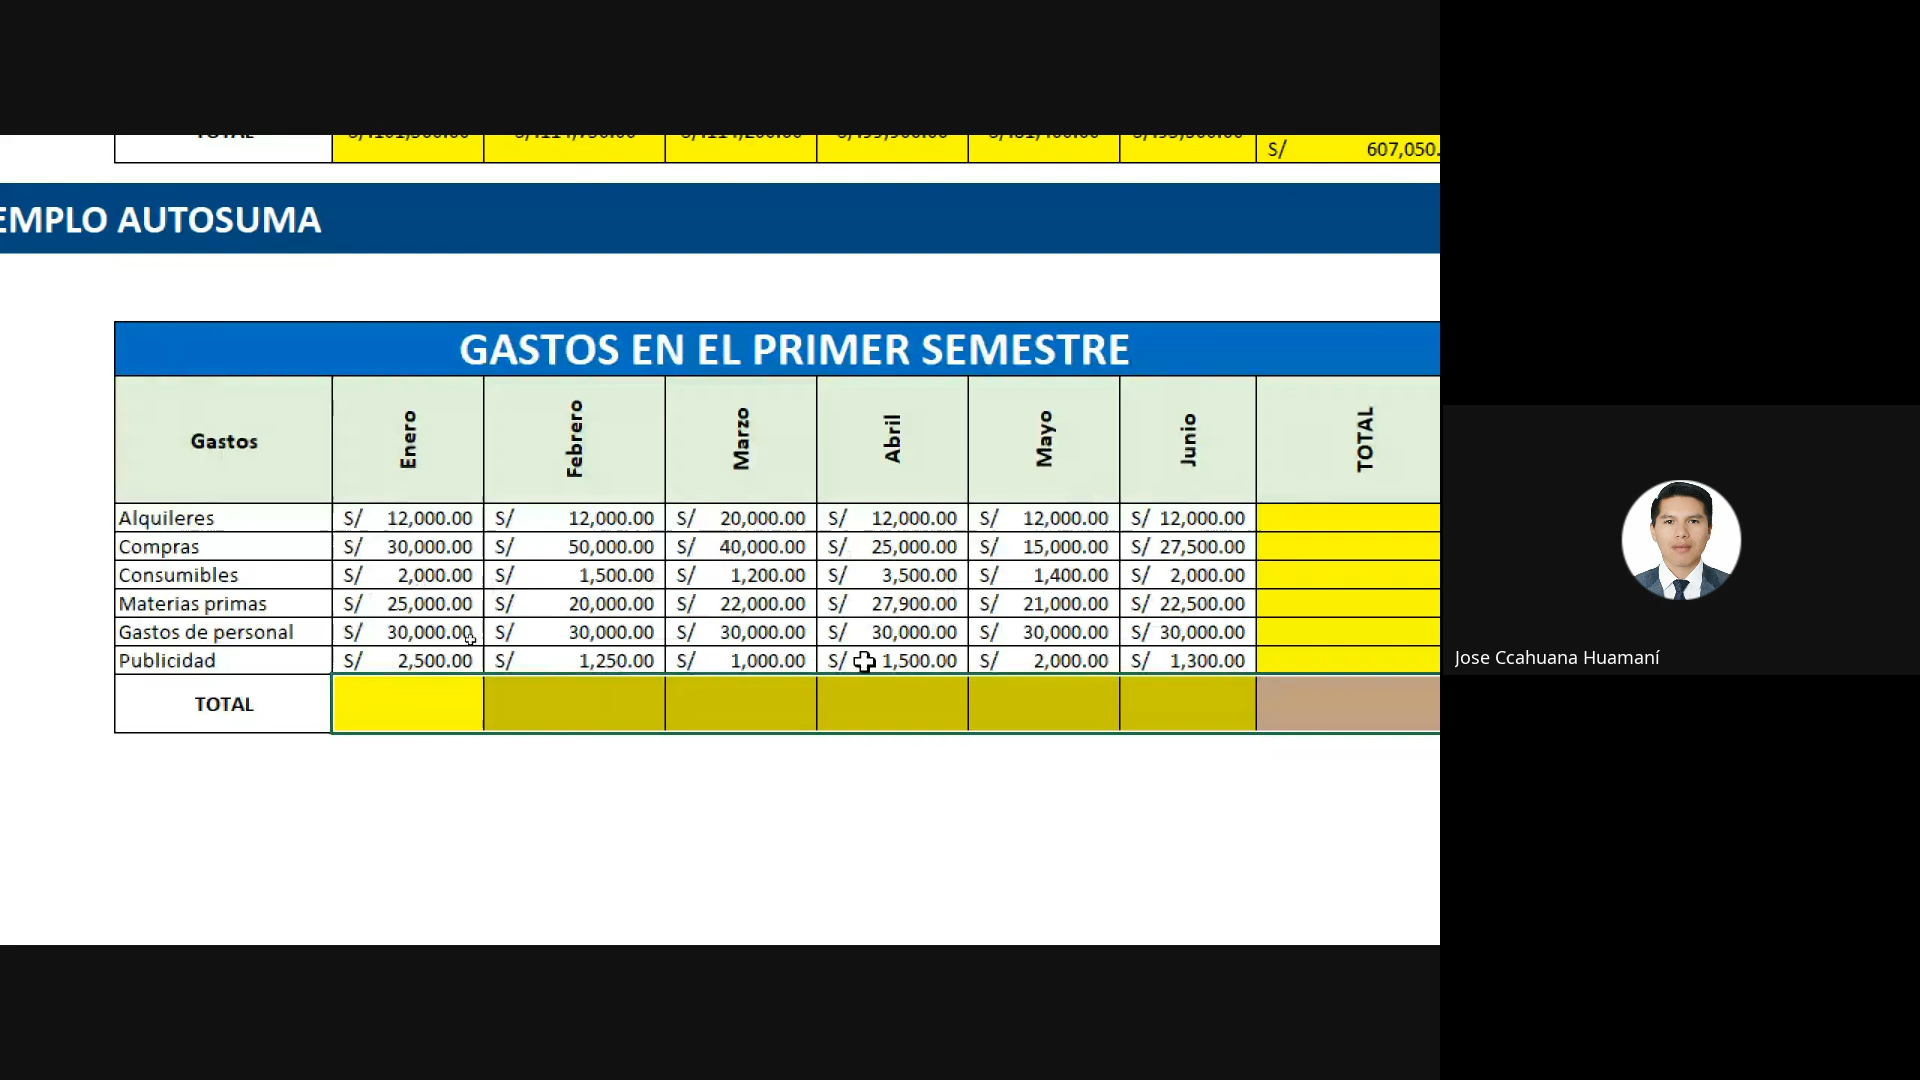 S/ 607,050.
EMPLO AUTOSUMA
GASTOS EN EL PRIMER SEMESTRE
Gastos Enero Febrero Marzo Abril Mayo Junio TOTAL
Alquileres S/ 12,000.00 S/ 12,000.00 S/ 20,000.00 S/ 12,000.00 S/ 12,000.00 S/ 12,000.00
Compras S/ 30,000.00 S/ 50,000.00 S/ 40,000.00 S/ 25,000.00 S/ 15,000.00 S/ 27,500.00
Consumibles S/ 2,000.00 S/ 1,500.00 S/ 1,200.00 S/ 3,500.00 S/ 1,400.00 S/ 2,000.00
Materias primas S/ 25,000.00 S/ 20,000.00 S/ 22,000.00 S/ 27,900.00 S/ 21,000.00 S/ 22,500.00
Gastos de personal S/ 30,000.00 S/ 30,000.00 S/ 30,000.00 S/ 30,000.00 S/ 30,000.00 S/ 30,000.00
Publicidad S/ 2,500.00 S/ 1,250.00 S/ 1,000.00 S/ 1,500.00 S/ 2,000.00 S/ 1,300.00
TOTAL
Jose Ccahuana Huamaní